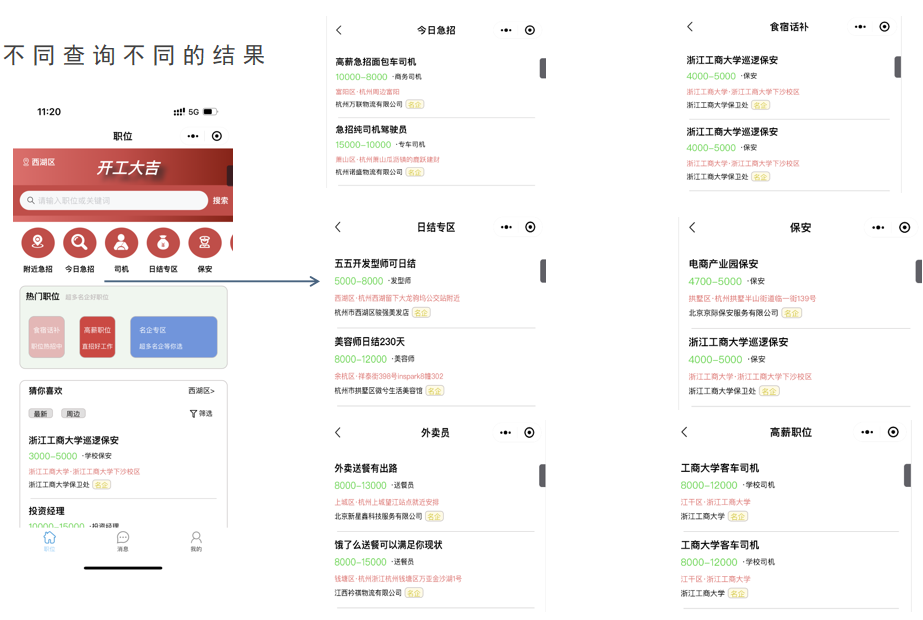 不同查询不同的结果
11:20
5G
职位
西湖区
开工大吉
请输入职位或关键词
搜索
附近急招
今日急招
司机
日结专区
保安
热门职位
超多名企好职位
食宿话补
职位热招中
高薪职位
直招好工作
名企专区
超多名企等你选
猜你喜欢
西湖区>
最新
周边
筛选
浙江工商大学巡逻保安
3000-5000 ·学校保安
浙江工商大学·浙江工商大学下沙校区
浙江工商大学保卫处 名企
投资经理
10000-15000 ·投资经理
职位
消息
我的
今日急招
高薪急招面包车司机
10000-8000 ·商务司机
富阳区·杭州周边富阳
杭州万联物流有限公司 名企
急招纯司机驾驶员
15000-10000 ·专车司机
萧山区·杭州萧山瓜沥镇的鹿跃建材
杭州诺盛物流有限公司 名企
日结专区
五五开发型师可日结
5000-8000 ·发型师
西湖区·杭州西湖留下大龙驹坞公交站附近
杭州市西湖区骏强美发店 名企
美容师日结230天
8000-12000 ·美容师
余杭区·祥泰街398号inspark8幢302
杭州市拱墅区微兮生活美容馆 名企
外卖员
外卖送餐有出路
8000-13000 ·送餐员
上城区·杭州上城望江站点就近安排
北京新星鑫科技服务有限公司 名企
饿了么送餐可以满足你现状
8000-15000 ·送餐员
钱塘区·杭州浙江杭州钱塘区万亚金沙湖1号
江西衿祺物流有限公司 名企
食宿话补
浙江工商大学巡逻保安
4000-5000 ·保安
浙江工商大学·浙江工商大学下沙校区
浙江工商大学保卫处 名企
浙江工商大学巡逻保安
4000-5000 ·保安
浙江工商大学·浙江工商大学下沙校区
浙江工商大学保卫处 名企
保安
电商产业园保安
4700-5000 ·保安
拱墅区·杭州拱墅半山街道临一街139号
北京京际保安服务有限公司 名企
浙江工商大学巡逻保安
4000-5000 ·保安
浙江工商大学·浙江工商大学下沙校区
浙江工商大学保卫处 名企
高薪职位
工商大学客车司机
8000-12000 ·学校司机
江干区·浙江工商大学
浙江工商大学 名企
工商大学客车司机
8000-12000 ·学校司机
江干区·浙江工商大学
浙江工商大学 名企